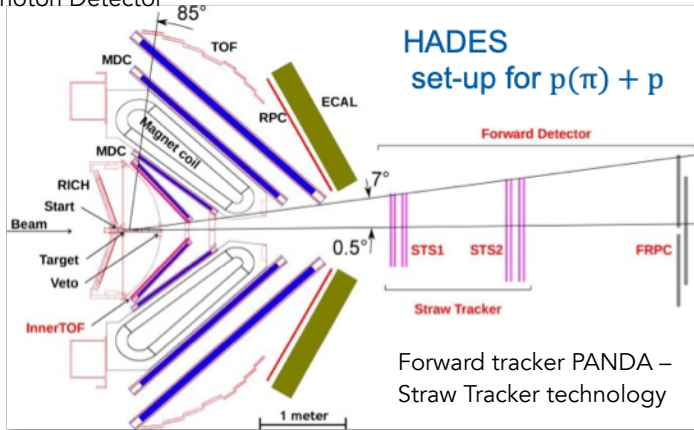 85°
HADES
set-up for p(π) + p
TOF
MDC
ECAL
RPC
Magnet coil
Forward Detector
MDC
7°
RICH
Start
Beam
0.5°
STS1
STS2
FRPC
Target
Veto
Straw Tracker
InnerTOF
Forward tracker PANDA –
Straw Tracker technology
1 meter